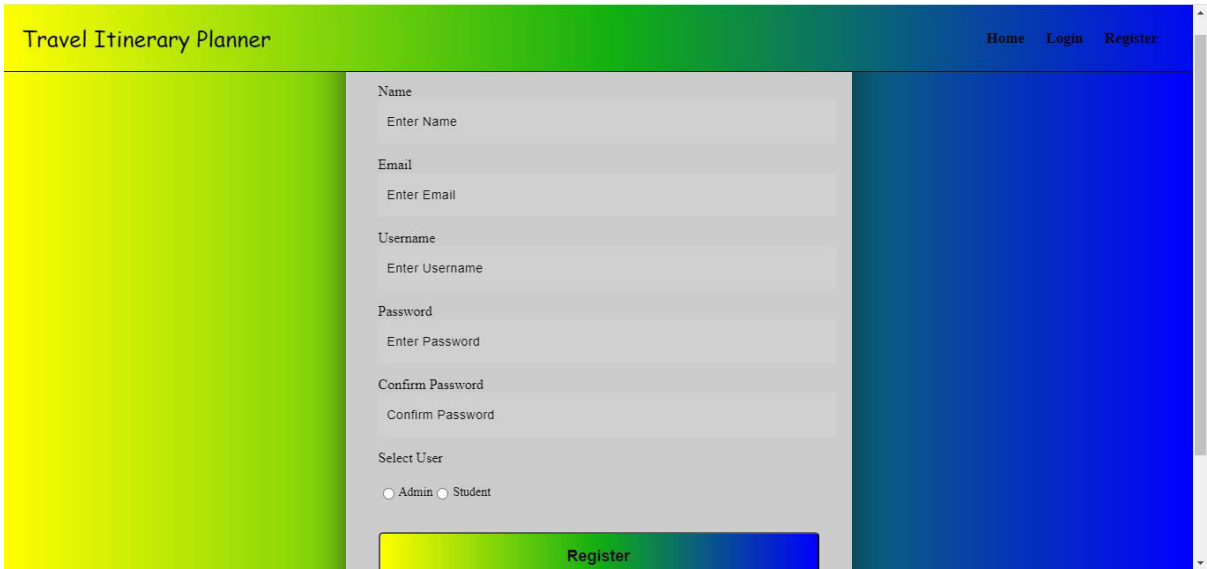 Travel Itinerary Planner
Home Login Register
Name
Enter Name
Email
Enter Email
Username
Enter Username
Password
Enter Password
Confirm Password
Confirm Password
Select User
Admin Student
Register